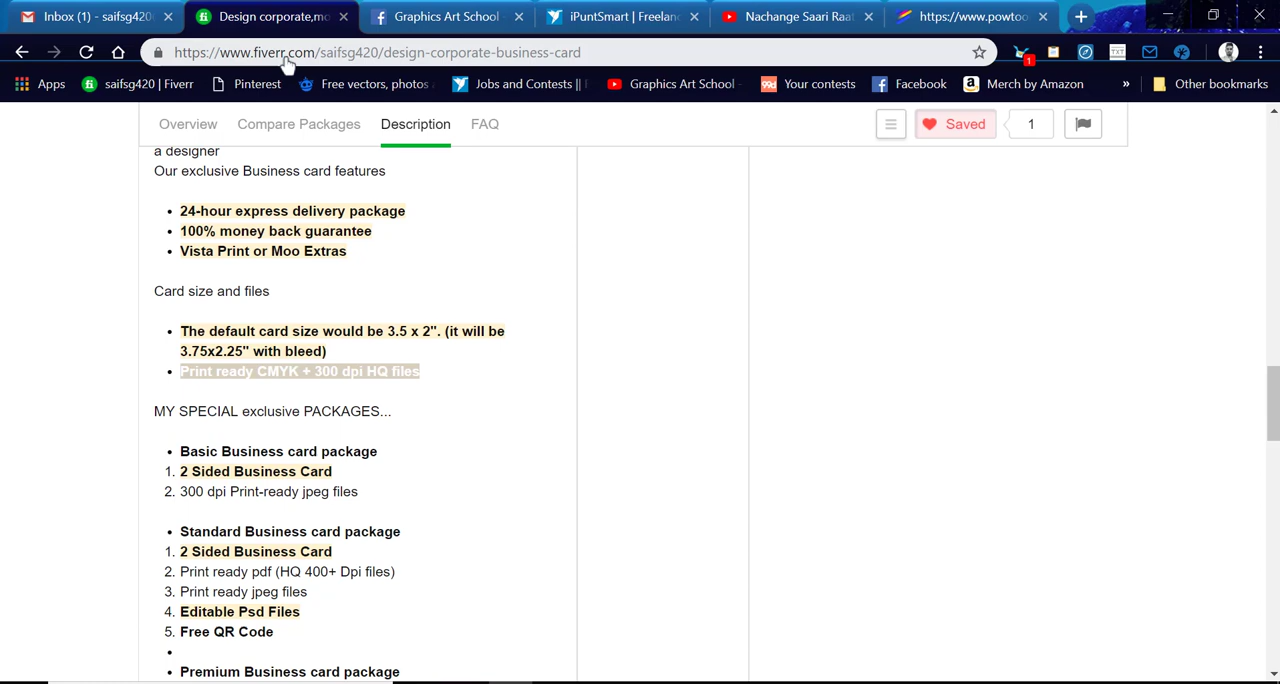 Inbox (1) - saifsg420
Design corporate,mo
Graphics Art School -
iPuntSmart | Freelan
Nachange Saari Raat
https://www.powtoo
https://www.fiverr.com/saifsg420/design-corporate-business-card
TXT
1
Apps
saifsg420 | Fiverr
Pinterest
Free vectors, photos
Jobs and Contests ||
Graphics Art School -
99d Your contests
Facebook
Merch by Amazon
»
Other bookmarks
Overview
Compare Packages
Description
FAQ
Saved
1
a designer
Our exclusive Business card features
• 24-hour express delivery package
• 100% money back guarantee
• Vista Print or Moo Extras
Card size and files
• The default card size would be 3.5 x 2". (it will be
3.75x2.25" with bleed)
• Print ready CMYK + 300 dpi HQ files
MY SPECIAL exclusive PACKAGES...
• Basic Business card package
1. 2 Sided Business Card
2. 300 dpi Print-ready jpeg files
• Standard Business card package
1. 2 Sided Business Card
2. Print ready pdf (HQ 400+ Dpi files)
3. Print ready jpeg files
4. Editable Psd Files
5. Free QR Code
•
• Premium Business card package